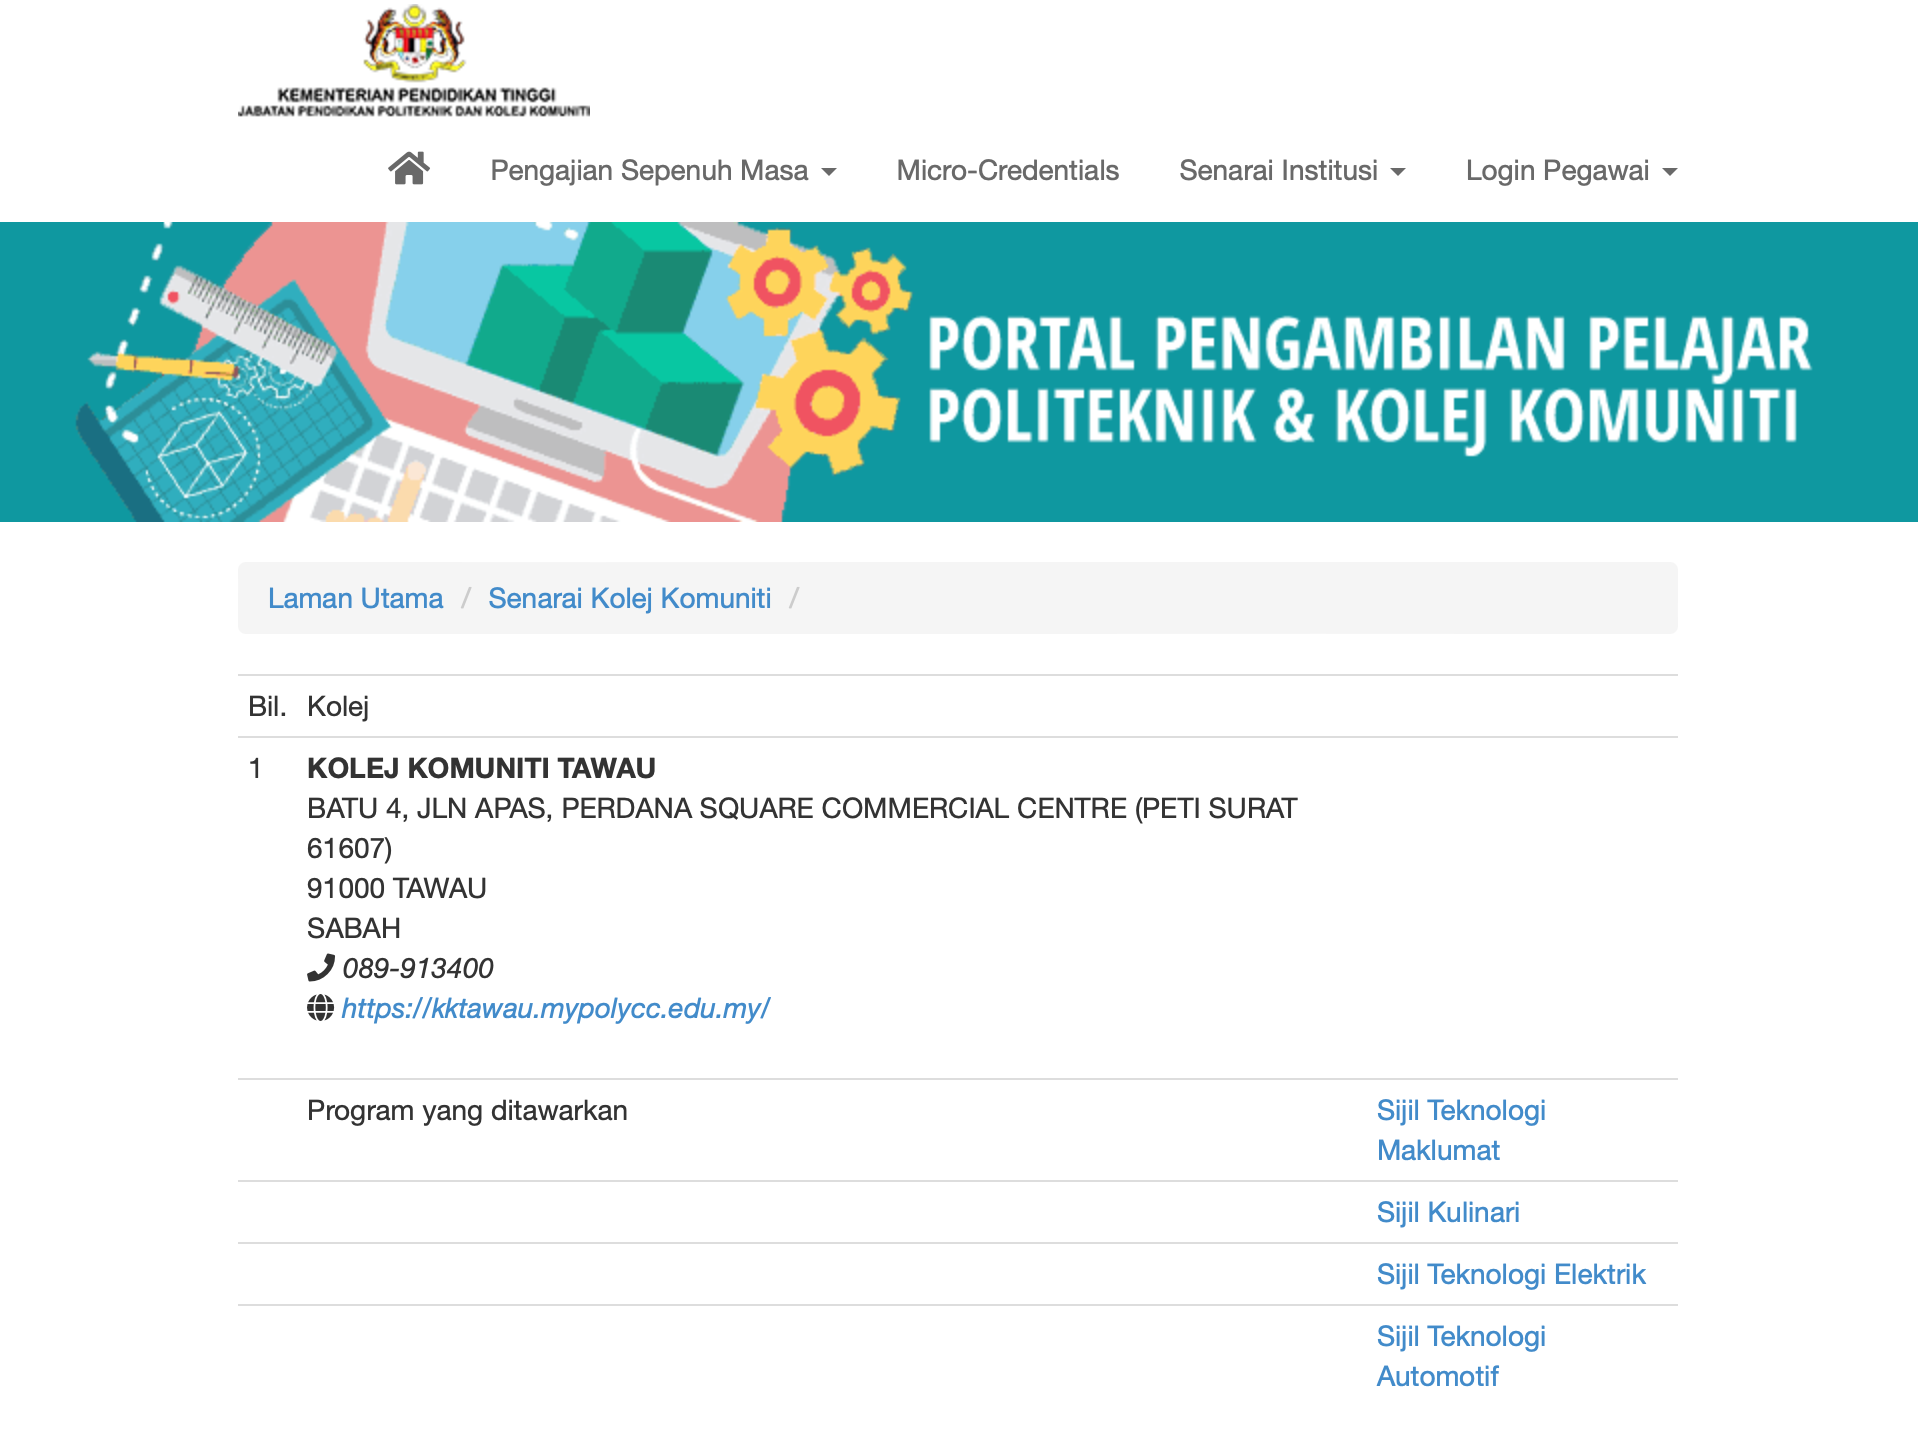 KEMENTERIAN PENDIDIKAN TINGGI
JABATAN PENDIDIKAN POLITEKNIK DAN KOLEJ KOMUNITI
Pengajian Sepenuh Masa
Micro-Credentials
Senarai Institusi
Login Pegawai
PORTAL PENGAMBILAN PELAJAR
POLITEKNIK & KOLEJ KOMUNITI
Laman Utama / Senarai Kolej Komuniti /
Bil. Kolej
1 KOLEJ KOMUNITI TAWAU
BATU 4, JLN APAS, PERDANA SQUARE COMMERCIAL CENTRE (PETI SURAT
61607)
91000 TAWAU
SABAH
089-913400
https://kktawau.mypolycc.edu.my/
Program yang ditawarkan
Sijil Teknologi
Maklumat
Sijil Kulinari
Sijil Teknologi Elektrik
Sijil Teknologi
Automotif